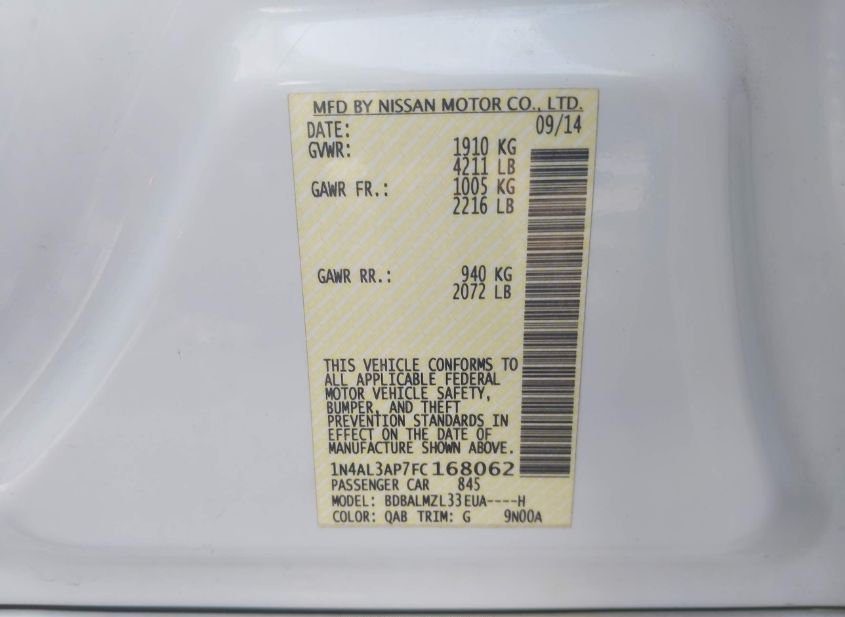 MFD BY NISSAN MOTOR CO., LTD.
DATE: 09/14
GVWR: 1910 KG
4211 LB
GAWR FR.: 1005 KG
2216 LB
GAWR RR.: 940 KG
2072 LB
THIS VEHICLE CONFORMS TO
ALL APPLICABLE FEDERAL
MOTOR VEHICLE SAFETY,
BUMPER, AND THEFT
PREVENTION STANDARDS IN
EFFECT ON THE DATE OF
MANUFACTURE SHOWN ABOVE.
1N4AL3AP7FC168062
PASSENGER CAR 845
MODEL: BDBALMZL33EUA----H
COLOR: QAB TRIM: G 9N00A